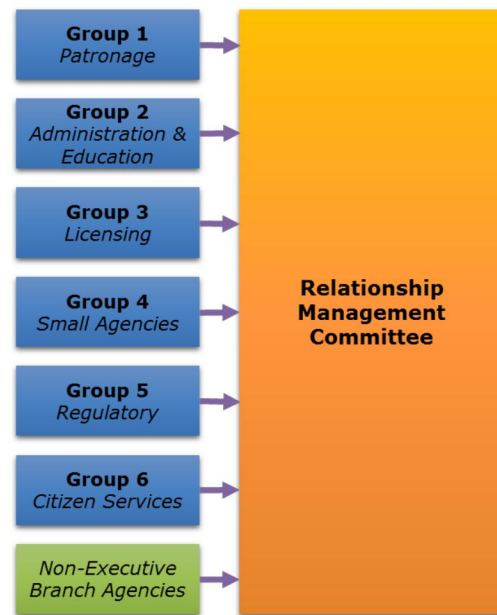 Group 1
Patronage
Group 2
Administration &
Education
Group 3
Licensing
Group 4
Small Agencies
Group 5
Regulatory
Group 6
Citizen Services
Non-Executive
Branch Agencies
Relationship
Management
Committee